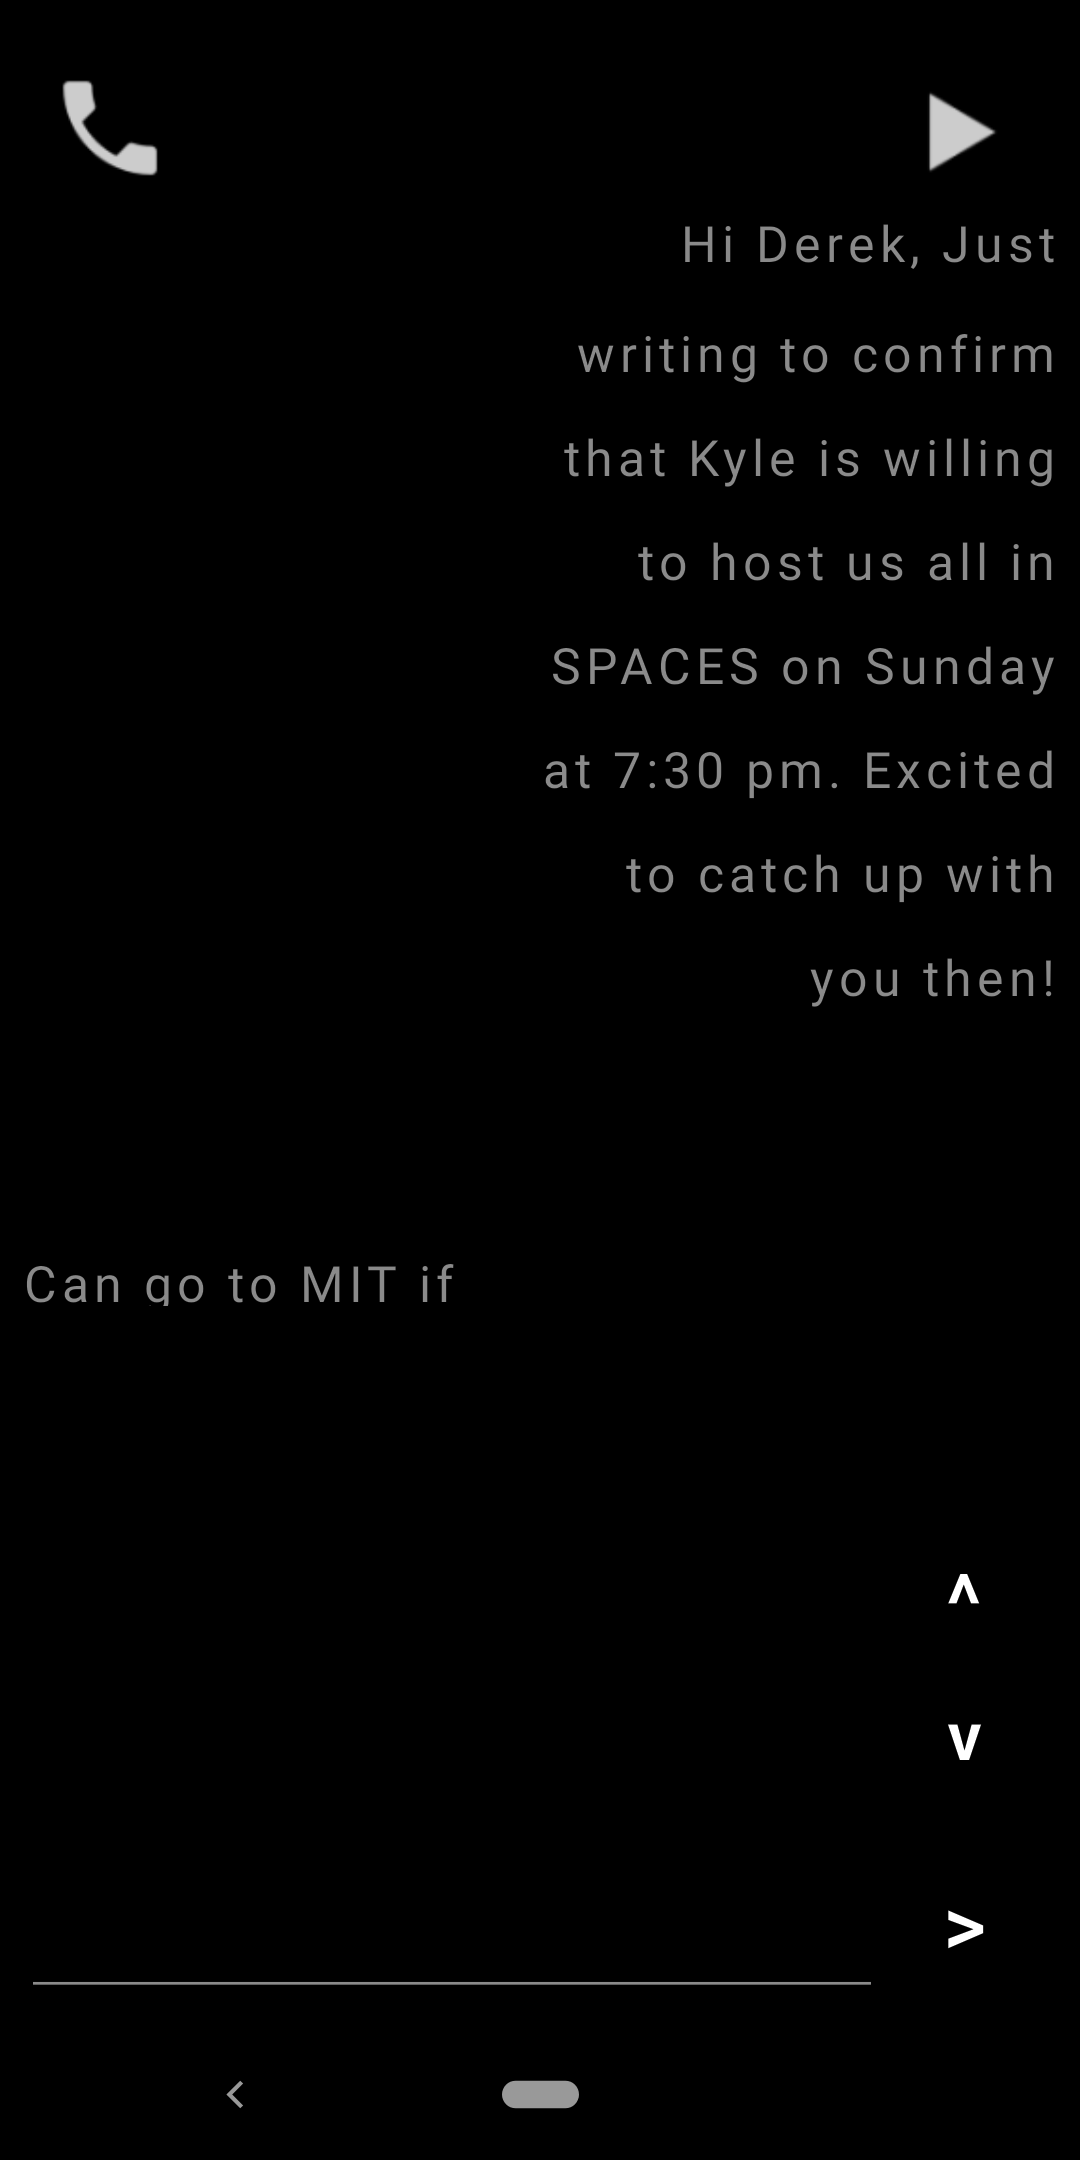 Hi Derek, Just
writing to confirm
that Kyle is willing
to host us all in
SPACES on Sunday
at 7:30 pm. Excited
to catch up with
you then!
Can go to MIT if
^
v
>